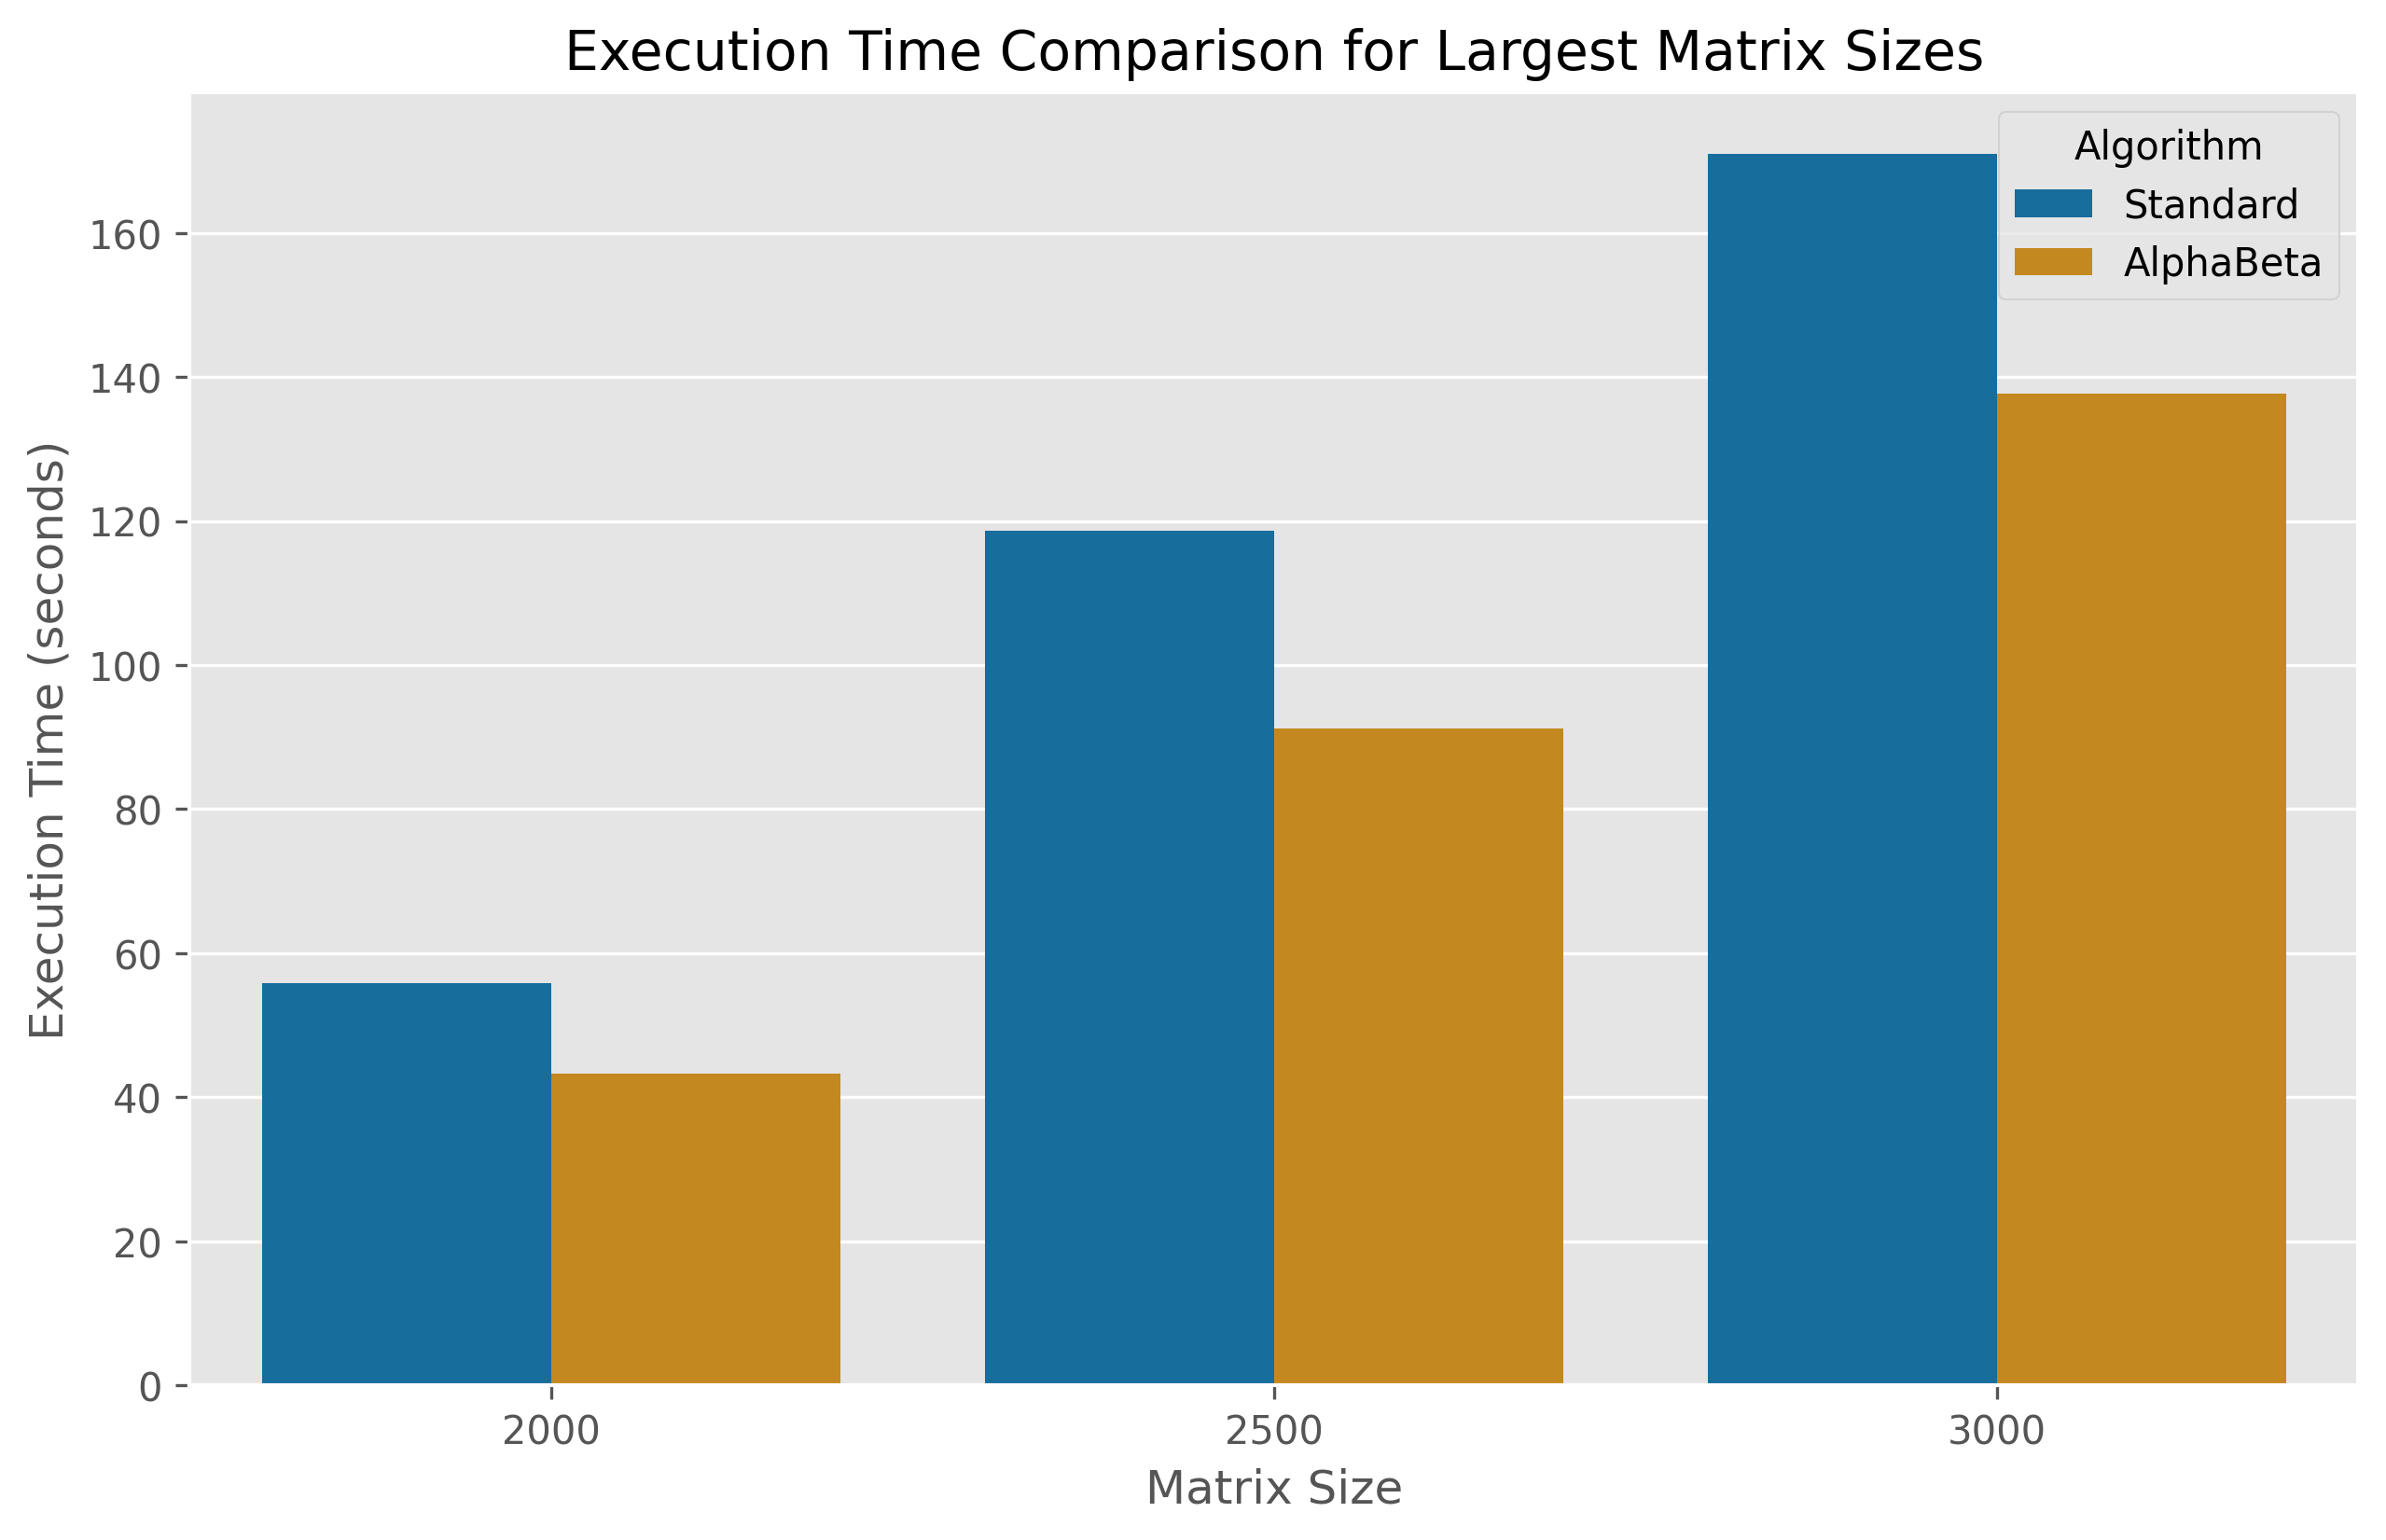 Execution Time Comparison for Largest Matrix Sizes
Algorithm
Standard
AlphaBeta
Execution Time (seconds)
160
140
120
100
80
60
40
20
0
2000
2500
3000
Matrix Size